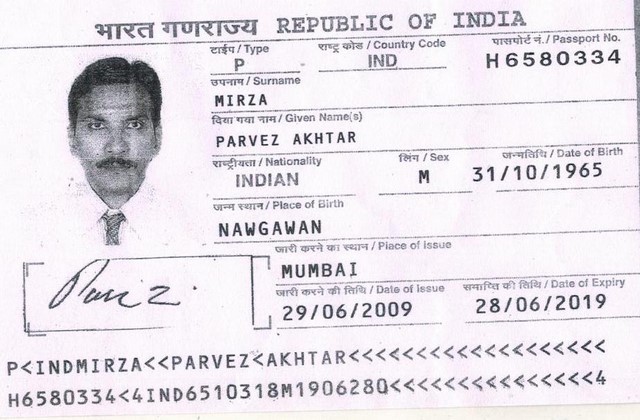 भारत गणराज्य REPUBLIC OF INDIA
टाईप / Type राष्ट्र कोड / Country Code पासपोर्ट नं. / Passport No.
P IND H6580334
उपनाम / Surname
MIRZA
दिया गया नाम / Given Name(s)
PARVEZ AKHTAR
राष्ट्रीयता / Nationality लिंग / Sex जन्मतिथि / Date of Birth
INDIAN M 31/10/1965
जन्म स्थान / Place of Birth
NAWGAWAN
जारी करने का स्थान / Place of Issue
MUMBAI
जारी करने की तिथि / Date of Issue समाप्ति की तिथि / Date of Expiry
29/06/2009 28/06/2019
P<INDMIRZA<<PARVEZ<AKHTAR<<<<<<<<<<<<<<<<<<<
H6580334<4IND6510318M1906280<<<<<<<<<<<<<<<4